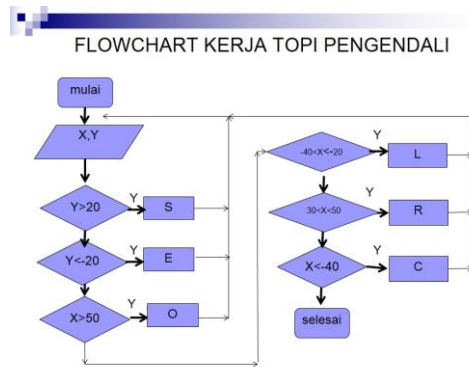 FLOWCHART KERJA TOPI PENGENDALI
mulai
X,Y
Y>20
Y
S
Y<-20
Y
E
X>50
Y
O
-40<X<-20
Y
L
30<X<50
Y
R
X<-40
Y
C
selesai